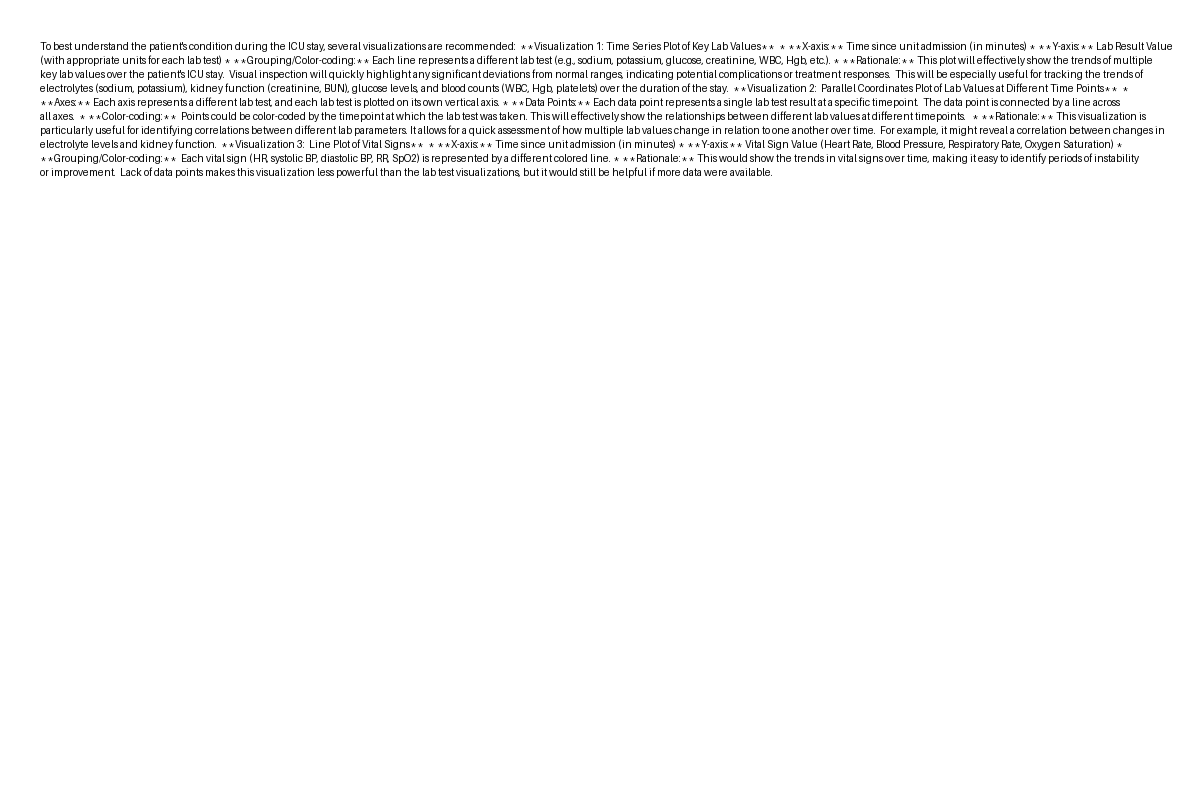 To best understand the patient's condition during the ICU stay, several visualizations are recommended:  **Visualization 1: Time Series Plot of Key Lab Values**  * **X-axis:** Time since unit admission (in minutes) * **Y-axis:** Lab Result Value
(with appropriate units for each lab test) * **Grouping/Color-coding:** Each line represents a different lab test (e.g., sodium, potassium, glucose, creatinine, WBC, Hgb, etc.). * **Rationale:** This plot will effectively show the trends of multiple
key lab values over the patient's ICU stay.  Visual inspection will quickly highlight any significant deviations from normal ranges, indicating potential complications or treatment responses.  This will be especially useful for tracking the trends of
electrolytes (sodium, potassium), kidney function (creatinine, BUN), glucose levels, and blood counts (WBC, Hgb, platelets) over the duration of the stay.  **Visualization 2:  Parallel Coordinates Plot of Lab Values at Different Time Points**  *
**Axes:** Each axis represents a different lab test, and each lab test is plotted on its own vertical axis. * **Data Points:** Each data point represents a single lab test result at a specific timepoint.  The data point is connected by a line across
all axes.  * **Color-coding:**  Points could be color-coded by the timepoint at which the lab test was taken. This will effectively show the relationships between different lab values at different timepoints.   * **Rationale:** This visualization is
particularly useful for identifying correlations between different lab parameters. It allows for a quick assessment of how multiple lab values change in relation to one another over time.  For example, it might reveal a correlation between changes in
electrolyte levels and kidney function.  **Visualization 3:  Line Plot of Vital Signs**  * **X-axis:** Time since unit admission (in minutes) * **Y-axis:** Vital Sign Value (Heart Rate, Blood Pressure, Respiratory Rate, Oxygen Saturation) *
**Grouping/Color-coding:**  Each vital sign (HR, systolic BP, diastolic BP, RR, SpO2) is represented by a different colored line. * **Rationale:** This would show the trends in vital signs over time, making it easy to identify periods of instability
or improvement.  Lack of data points makes this visualization less powerful than the lab test visualizations, but it would still be helpful if more data were available.